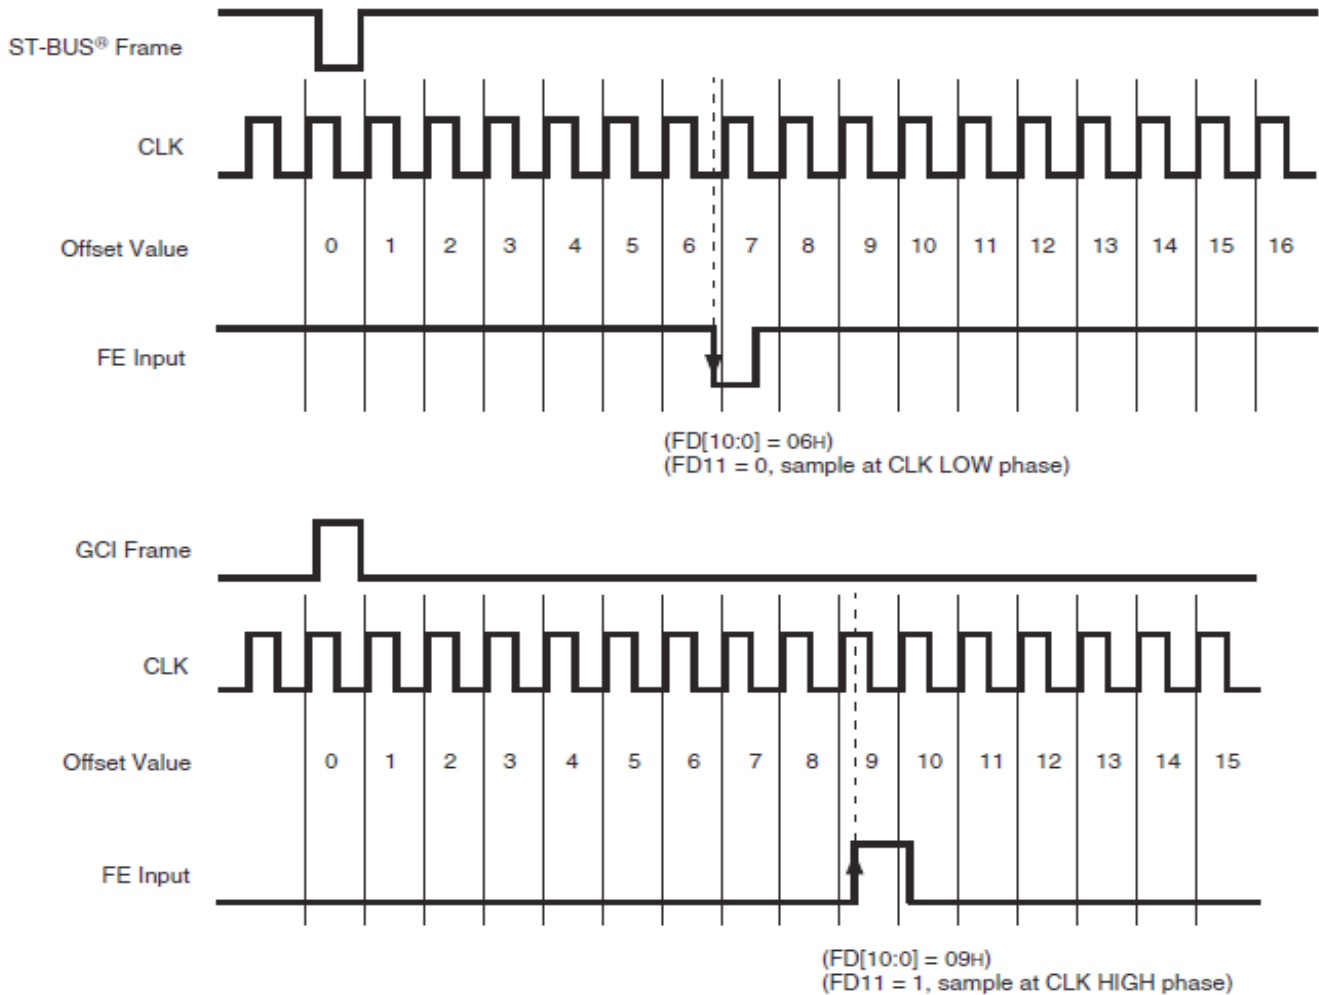 ST-BUS® Frame
CLK
Offset Value 0 1 2 3 4 5 6 7 8 9 10 11 12 13 14 15 16
FE Input
(FD[10:0] = 06H)
(FD11 = 0, sample at CLK LOW phase)
GCI Frame
CLK
Offset Value 0 1 2 3 4 5 6 7 8 9 10 11 12 13 14 15
FE Input
(FD[10:0] = 09H)
(FD11 = 1, sample at CLK HIGH phase)